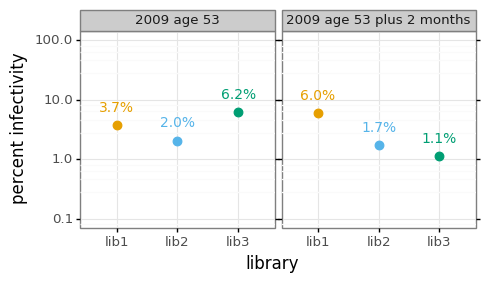 2009 age 53
2009 age 53 plus 2 months
percent infectivity
100.0
10.0
1.0
0.1
3.7%
2.0%
6.2%
6.0%
1.7%
1.1%
lib1
lib2
lib3
lib1
lib2
lib3
library